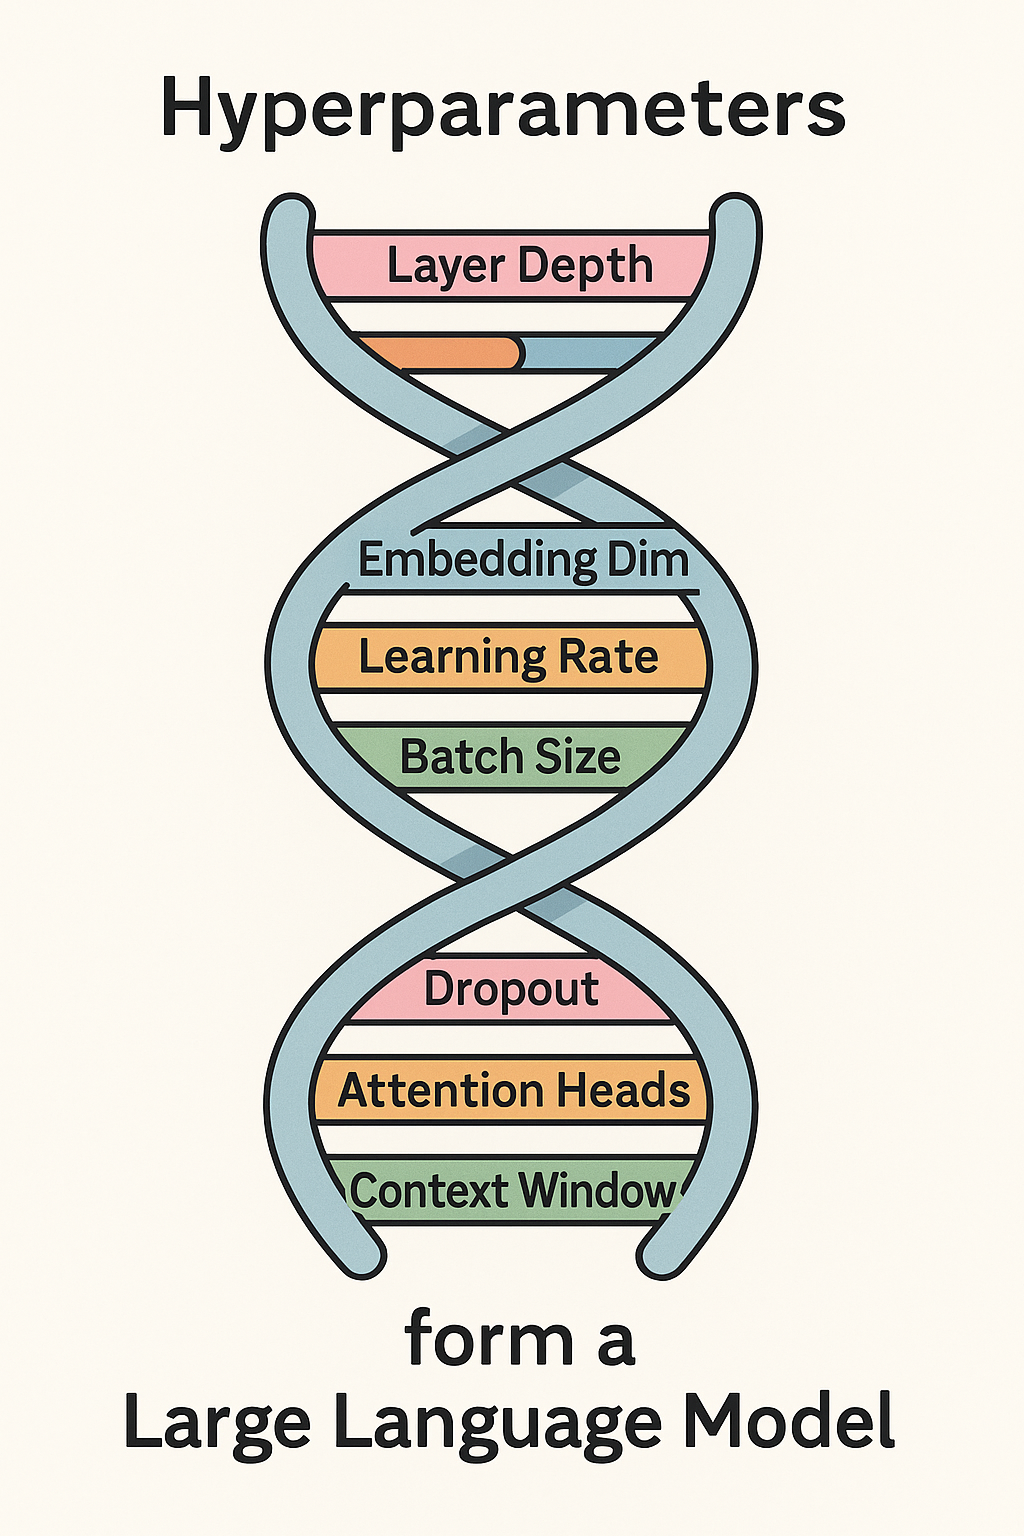 Hyperparameters
Layer Depth
Embedding Dim
Learning Rate
Batch Size
Dropout
Attention Heads
Context Window
form a
Large Language Model